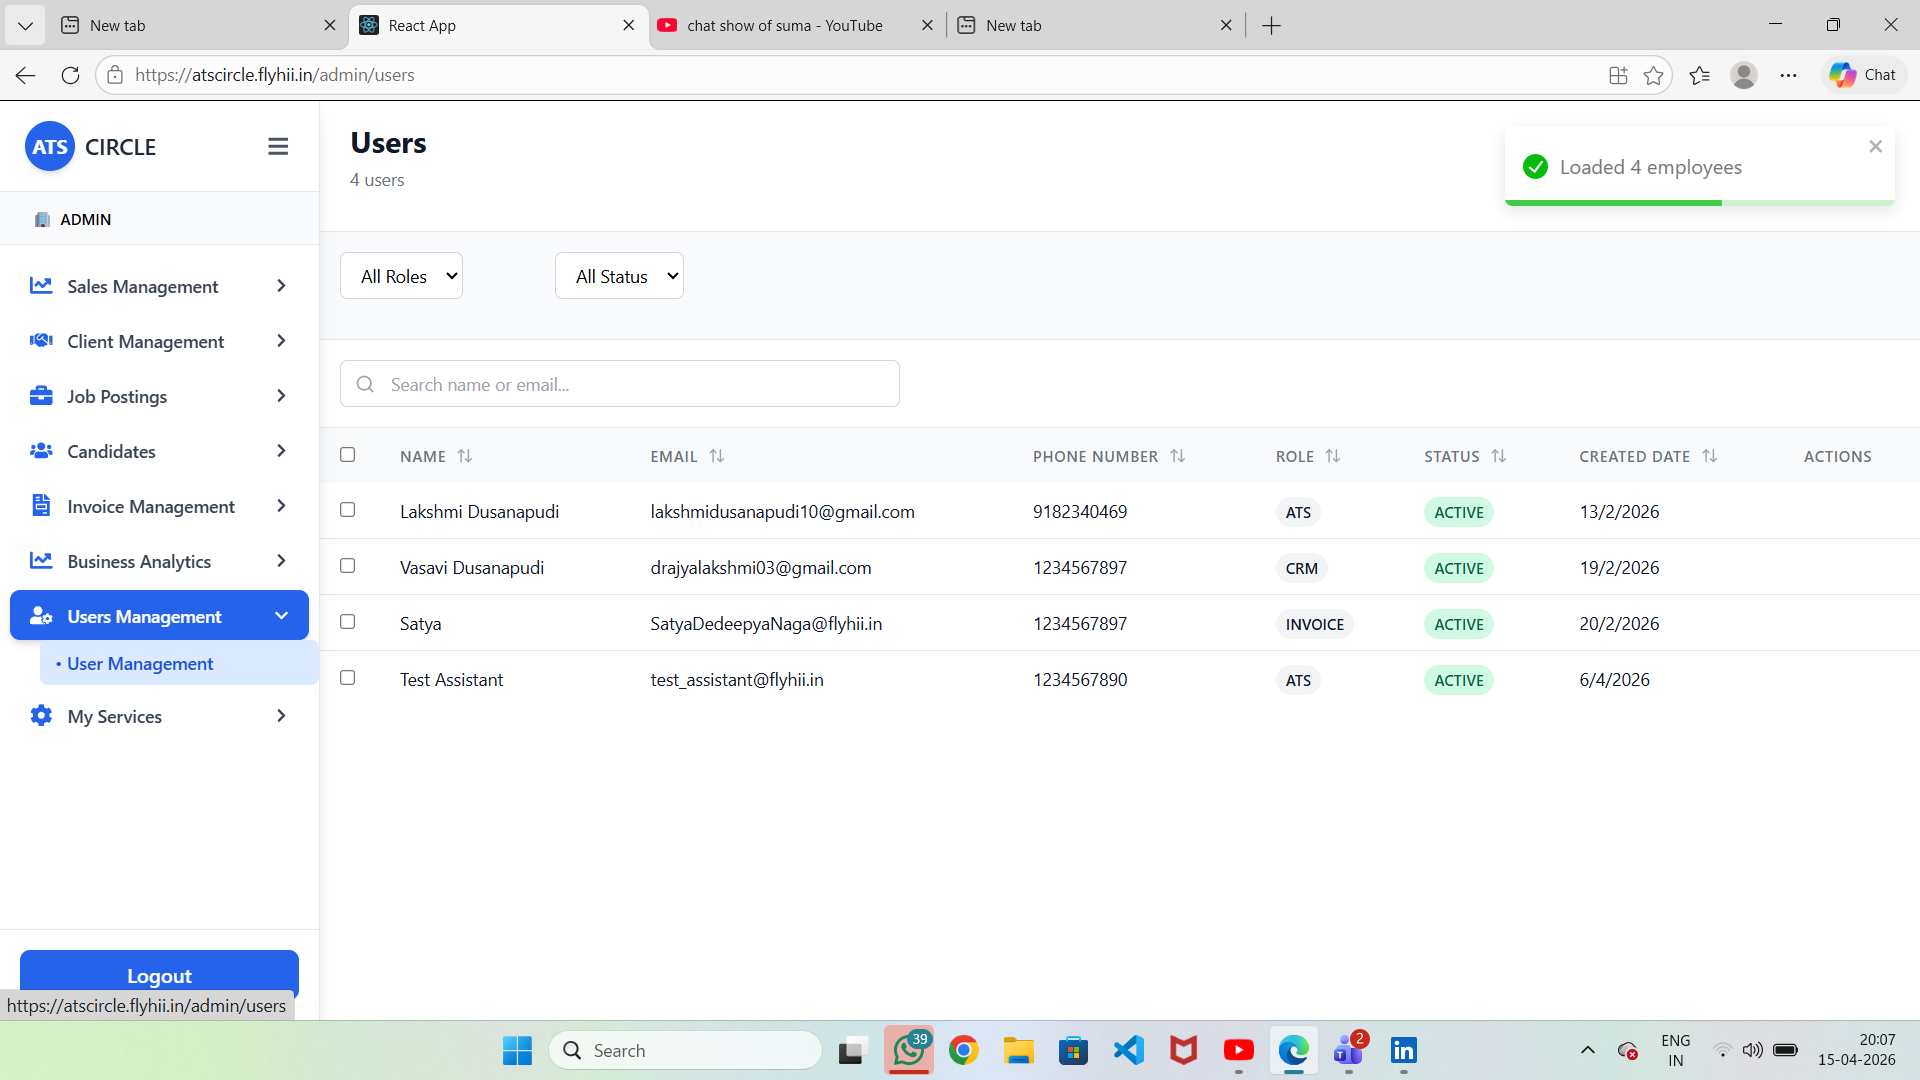 New tab
React App
chat show of suma - YouTube
New tab
https://atscircle.flyhii.in/admin/users
Chat
ATS CIRCLE
ADMIN
Sales Management
Client Management
Job Postings
Candidates
Invoice Management
Business Analytics
Users Management
• User Management
My Services
Logout
https://atscircle.flyhii.in/admin/users
Users
4 users
Loaded 4 employees
All Roles All Status
Search name or email...
NAME EMAIL PHONE NUMBER ROLE STATUS CREATED DATE ACTIONS
Lakshmi Dusanapudi lakshmidusanapudi10@gmail.com 9182340469 ATS ACTIVE 13/2/2026
Vasavi Dusanapudi drajyalakshmi03@gmail.com 1234567897 CRM ACTIVE 19/2/2026
Satya SatyaDedeepyaNaga@flyhii.in 1234567897 INVOICE ACTIVE 20/2/2026
Test Assistant test_assistant@flyhii.in 1234567890 ATS ACTIVE 6/4/2026
Search
39
2
ENG
IN
20:07
15-04-2026